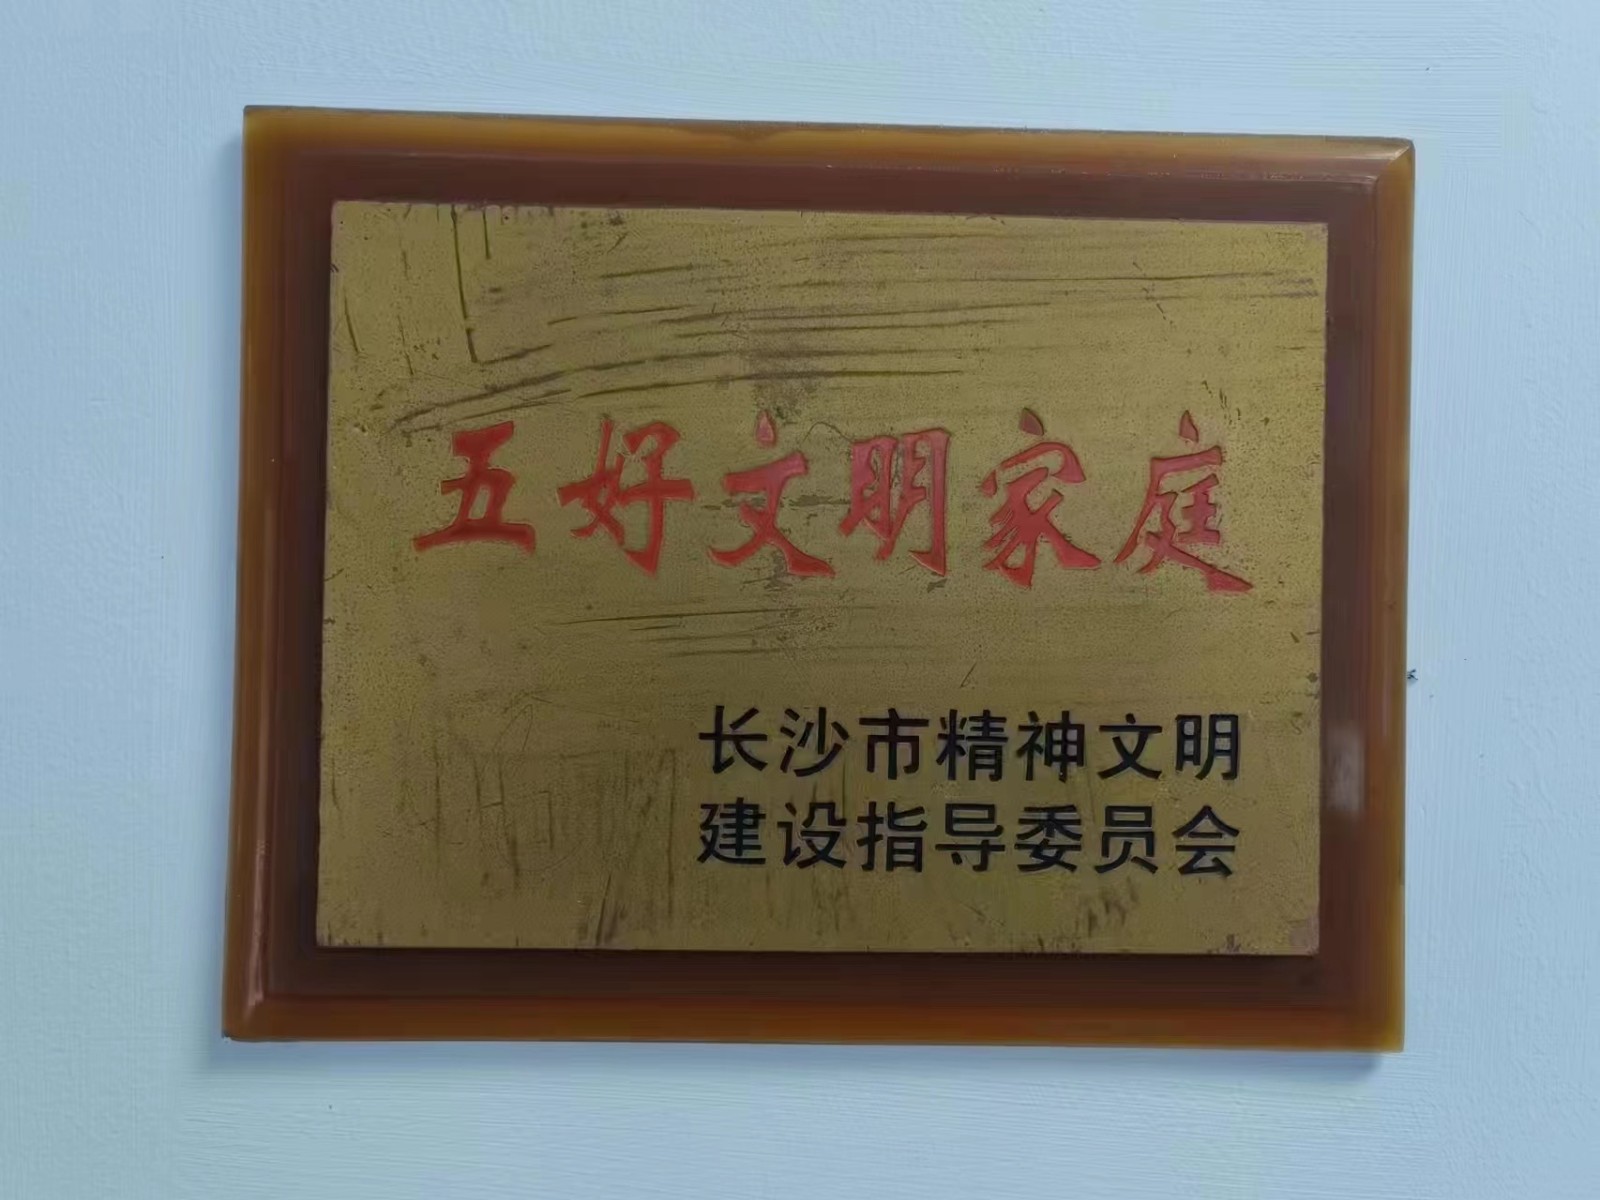 五好文明家庭
长沙市精神文明
建设指导委员会